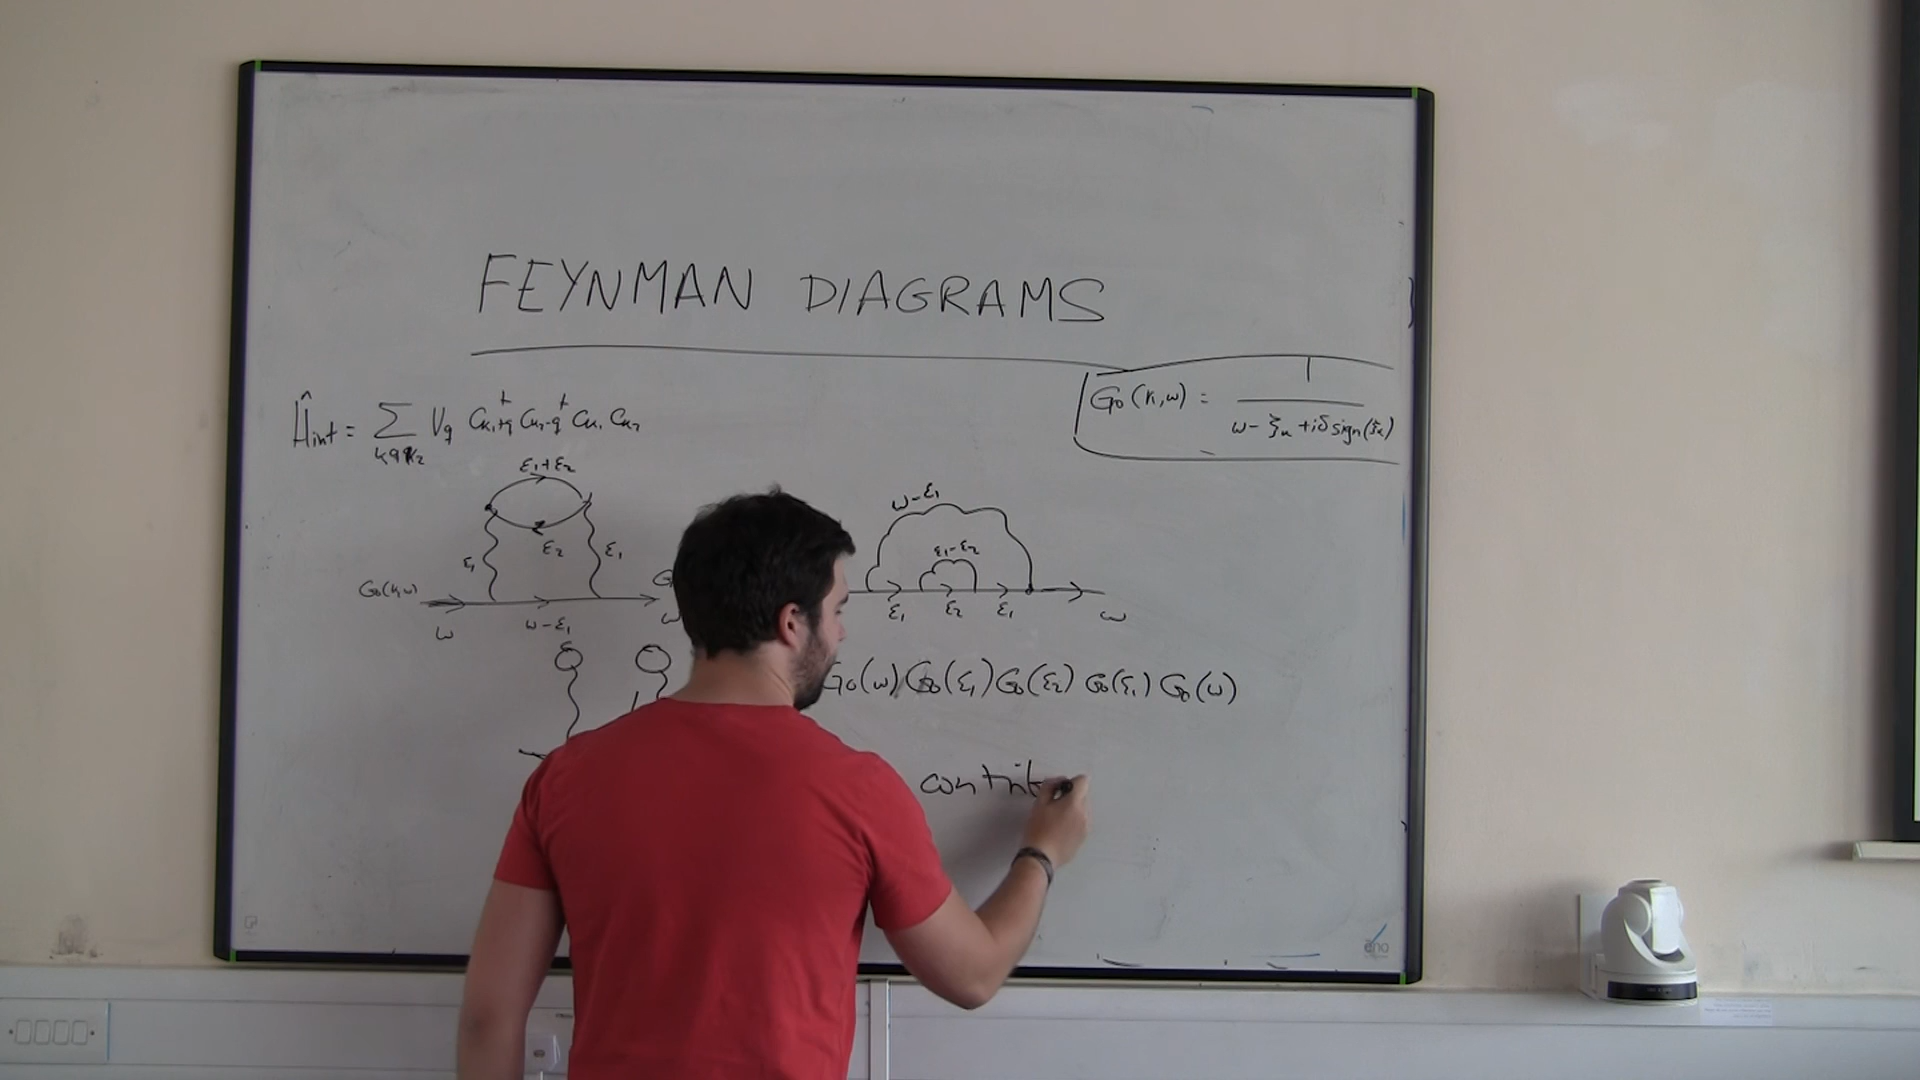 FEYNMAN DIAGRAMS
Ĥint = ∑ Vq C†k₁+q C†k₂-q Ck₁ Ck₂
G₀(k,ω) = 1 / ω - ξk + iδ sign(ξk)
ε₁+ε₂
ε₂
ε₁ ε₁
G₀(k,ω)
ω ω-ε₁ ω
ω-ε₁
ε₁-ε₂
ε₁ ε₂ ε₁ ω
G₀(ω) G₀(ε₁) G₀(ε₂) G₀(ε₁) G₀(ω)
contrib